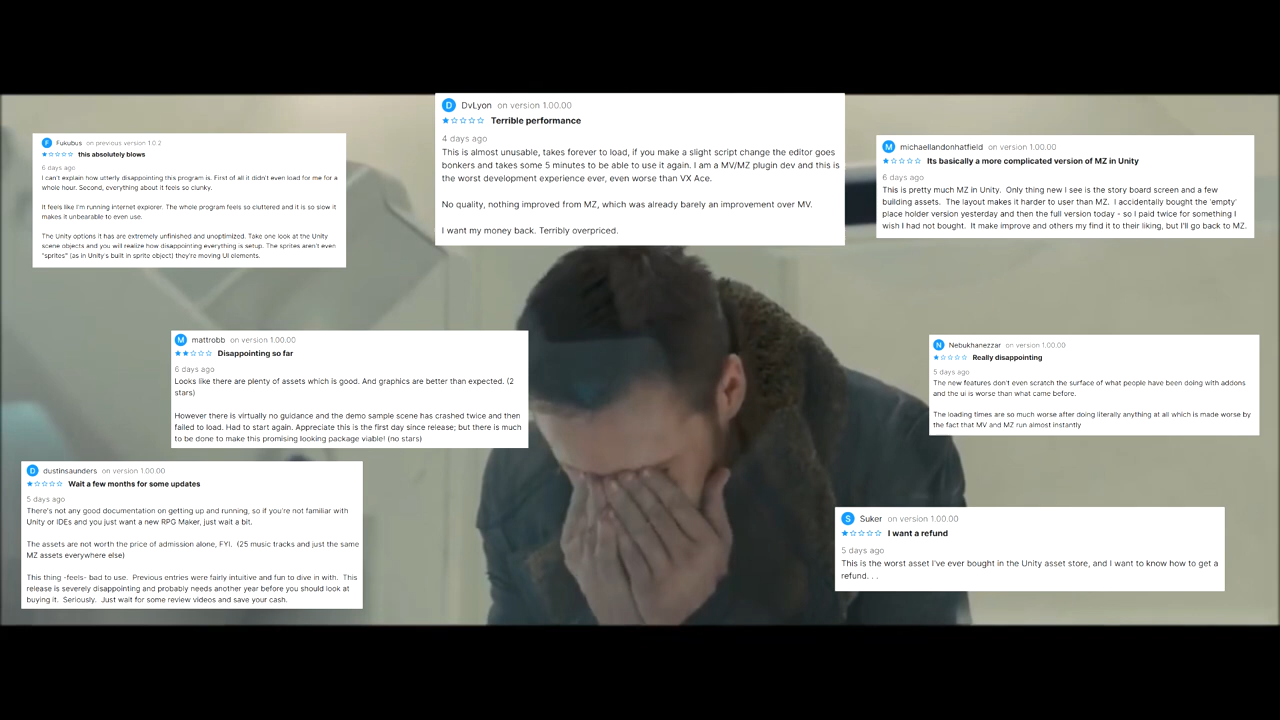 DvLyon on version 1.00.00
Terrible performance
4 days ago
This is almost unusable, takes forever to load, if you make a slight script change the editor goes
bonkers and takes some 5 minutes to be able to use it again. I am a MV/MZ plugin dev and this is
the worst development experience ever, even worse than VX Ace.
No quality, nothing improved from MZ, which was already barely an improvement over MV.
I want my money back. Terribly overpriced.
Fukubus on previous version 1.0.2
this absolutely blows
6 days ago
I can't explain how utterly disappointing this program is. First of all it didn't even load for me for a
whole hour. Second, everything about it feels so clunky.
It feels like I'm running internet explorer. The whole program feels so cluttered and it is so slow it
makes it unbearable to even use.
The Unity options it has are extremely unfinished and unoptimized. Take one look at the Unity
scene objects and you will realize how disappointing everything is setup. The sprites aren't even
"sprites" (as in Unity's built in sprite object) they're moving UI elements.
michaellandonhatfield on version 1.00.00
Its basically a more complicated version of MZ in Unity
6 days ago
This is pretty much MZ in Unity. Only thing new I see is the story board screen and a few
building assets. The layout makes it harder to user than MZ. I accidentally bought the 'empty'
place holder version yesterday and then the full version today - so I paid twice for something I
wish I had not bought. It make improve and others my find it to their liking, but I'll go back to MZ.
mattrobb on version 1.00.00
Disappointing so far
6 days ago
Looks like there are plenty of assets which is good. And graphics are better than expected. (2
stars)
However there is virtually no guidance and the demo sample scene has crashed twice and then
failed to load. Had to start again. Appreciate this is the first day since release; but there is much
to be done to make this promising looking package viable! (no stars)
Nebukhanezzar on version 1.00.00
Really disappointing
5 days ago
The new features don't even scratch the surface of what people have been doing with addons
and the ui is worse than what came before.
The loading times are so much worse after doing literally anything at all which is made worse by
the fact that MV and MZ run almost instantly
dustinsaunders on version 1.00.00
Wait a few months for some updates
5 days ago
There's not any good documentation on getting up and running, so if you're not familiar with
Unity or IDEs and you just want a new RPG Maker, just wait a bit.
The assets are not worth the price of admission alone, FYI. (25 music tracks and just the same
MZ assets everywhere else)
This thing -feels- bad to use. Previous entries were fairly intuitive and fun to dive in with. This
release is severely disappointing and probably needs another year before you should look at
buying it. Seriously. Just wait for some review videos and save your cash.
Suker on version 1.00.00
I want a refund
5 days ago
This is the worst asset I've ever bought in the Unity asset store, and I want to know how to get a
refund. . .